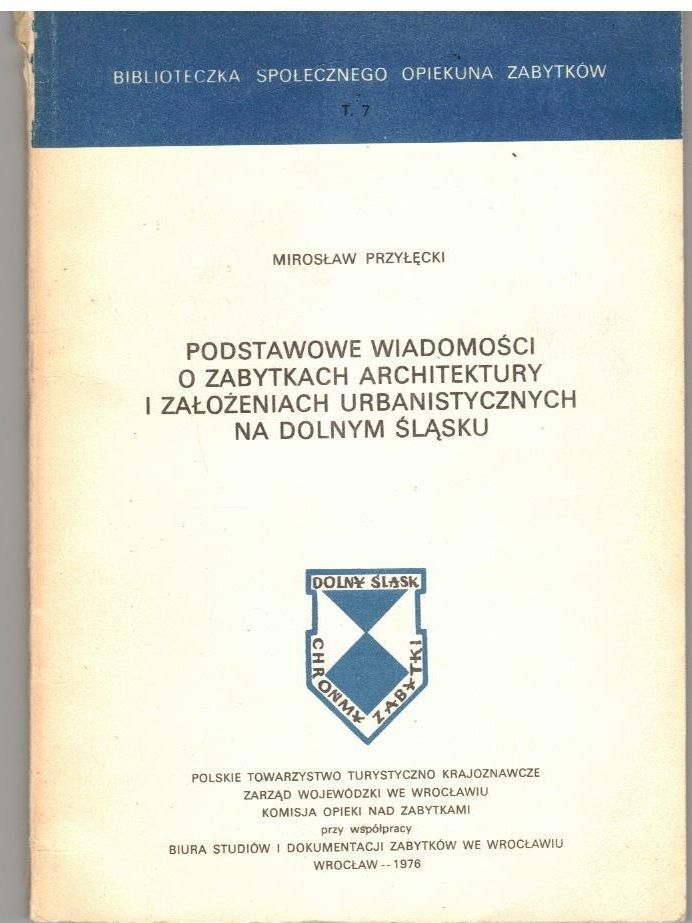 BIBLIOTECZKA SPOŁECZNEGO OPIEKUNA ZABYTKÓW
T. 7
MIROSŁAW PRZYŁĘCKI
PODSTAWOWE WIADOMOŚCI
O ZABYTKACH ARCHITEKTURY
I ZAŁOŻENIACH URBANISTYCZNYCH
NA DOLNYM ŚLĄSKU
DOLNY ŚLĄSK
CHROŃMY ZABYTKI
POLSKIE TOWARZYSTWO TURYSTYCZNO KRAJOZNAWCZE
ZARZĄD WOJEWÓDZKI WE WROCŁAWIU
KOMISJA OPIEKI NAD ZABYTKAMI
przy współpracy
BIURA STUDIÓW I DOKUMENTACJI ZABYTKÓW WE WROCŁAWIU
WROCŁAW -- 1976